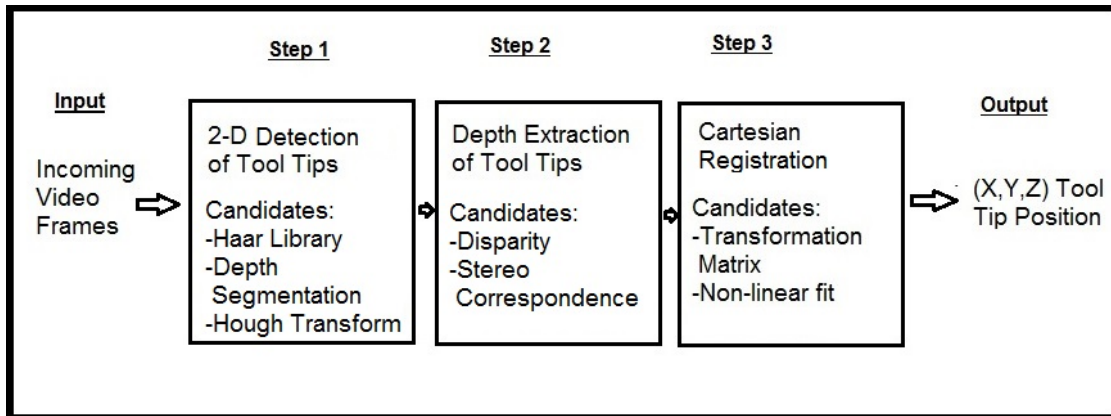 Step 1
Step 2
Step 3
Input
Incoming
Video
Frames
2-D Detection
of Tool Tips
Candidates:
-Haar Library
-Depth
Segmentation
-Hough Transform
Depth Extraction
of Tool Tips
Candidates:
-Disparity
-Stereo
Correspondence
Cartesian
Registration
Candidates:
-Transformation
Matrix
-Non-linear fit
Output
(X,Y,Z) Tool
Tip Position